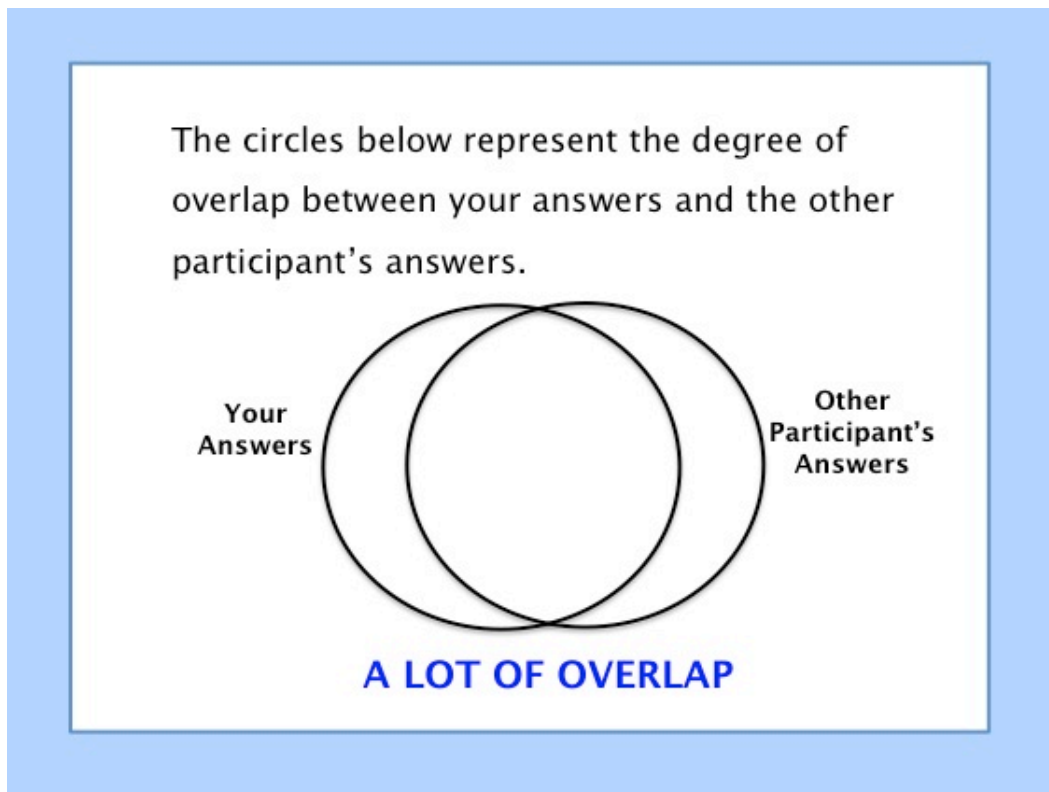 The circles below represent the degree of
overlap between your answers and the other
participant’s answers.
Your
Answers
Other
Participant’s
Answers
A LOT OF OVERLAP